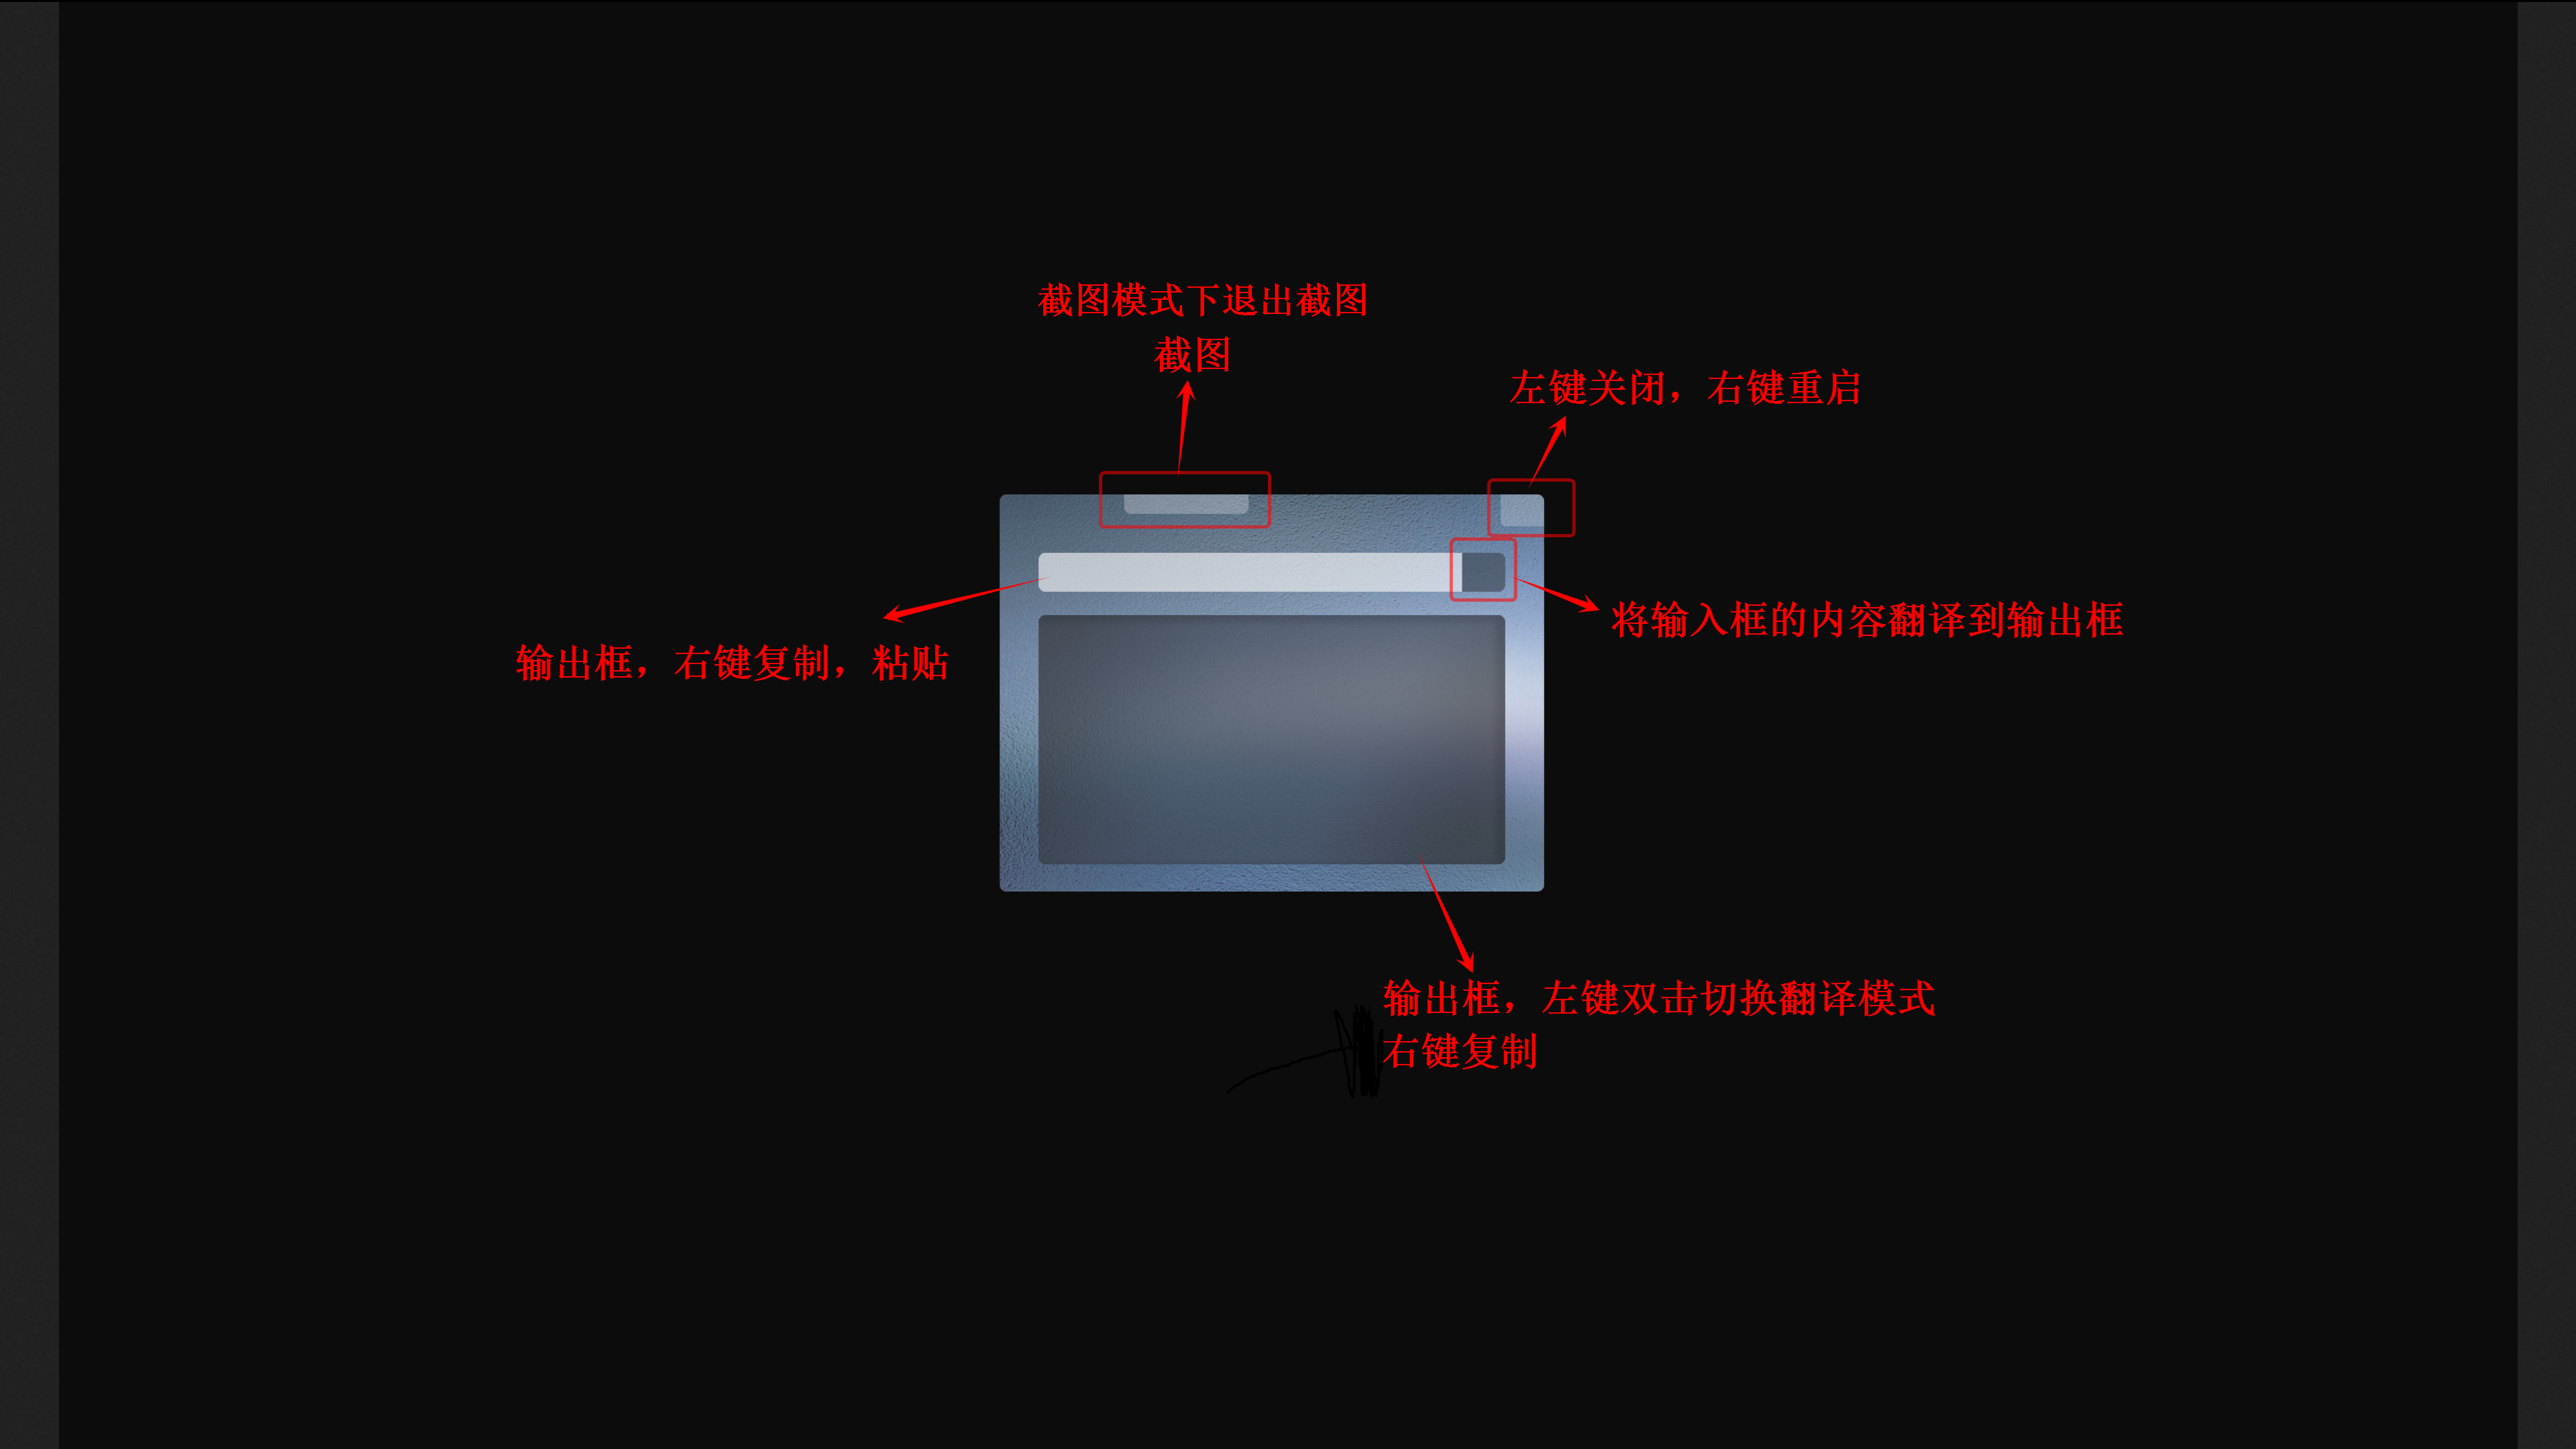 截图模式下退出截图
截图
左键关闭，右键重启
将输入框的内容翻译到输出框
输出框，右键复制，粘贴
输出框，左键双击切换翻译模式
右键复制